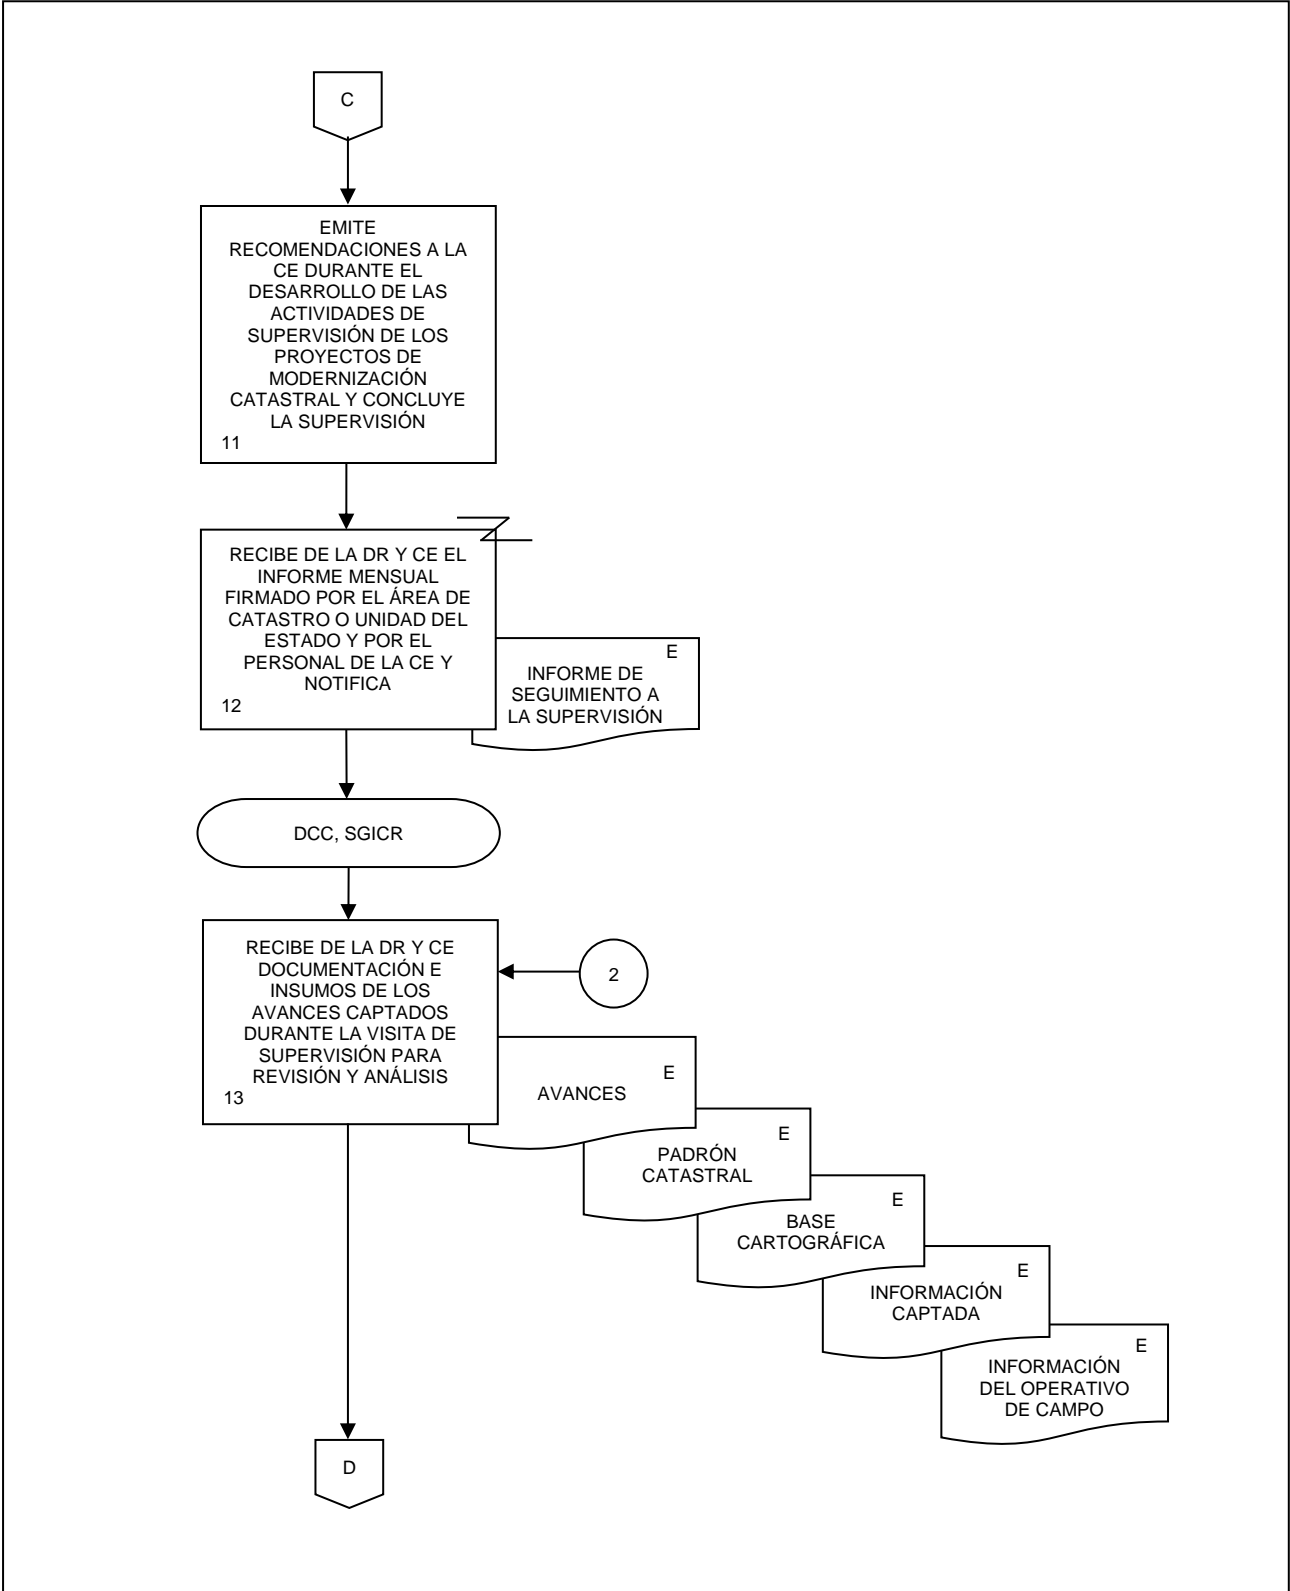 C
EMITE
RECOMENDACIONES A LA
CE DURANTE EL
DESARROLLO DE LAS
ACTIVIDADES DE
SUPERVISIÓN DE LOS
PROYECTOS DE
MODERNIZACIÓN
CATASTRAL Y CONCLUYE
LA SUPERVISIÓN
11
RECIBE DE LA DR Y CE EL
INFORME MENSUAL
FIRMADO POR EL ÁREA DE
CATASTRO O UNIDAD DEL
ESTADO Y POR EL
PERSONAL DE LA CE Y
NOTIFICA
12
E
INFORME DE
SEGUIMIENTO A
LA SUPERVISIÓN
DCC, SGICR
RECIBE DE LA DR Y CE
DOCUMENTACIÓN E
INSUMOS DE LOS
AVANCES CAPTADOS
DURANTE LA VISITA DE
SUPERVISIÓN PARA
REVISIÓN Y ANÁLISIS
13
2
E
AVANCES
E
PADRÓN
CATASTRAL
E
BASE
CARTOGRÁFICA
E
INFORMACIÓN
CAPTADA
E
INFORMACIÓN
DEL OPERATIVO
DE CAMPO
D